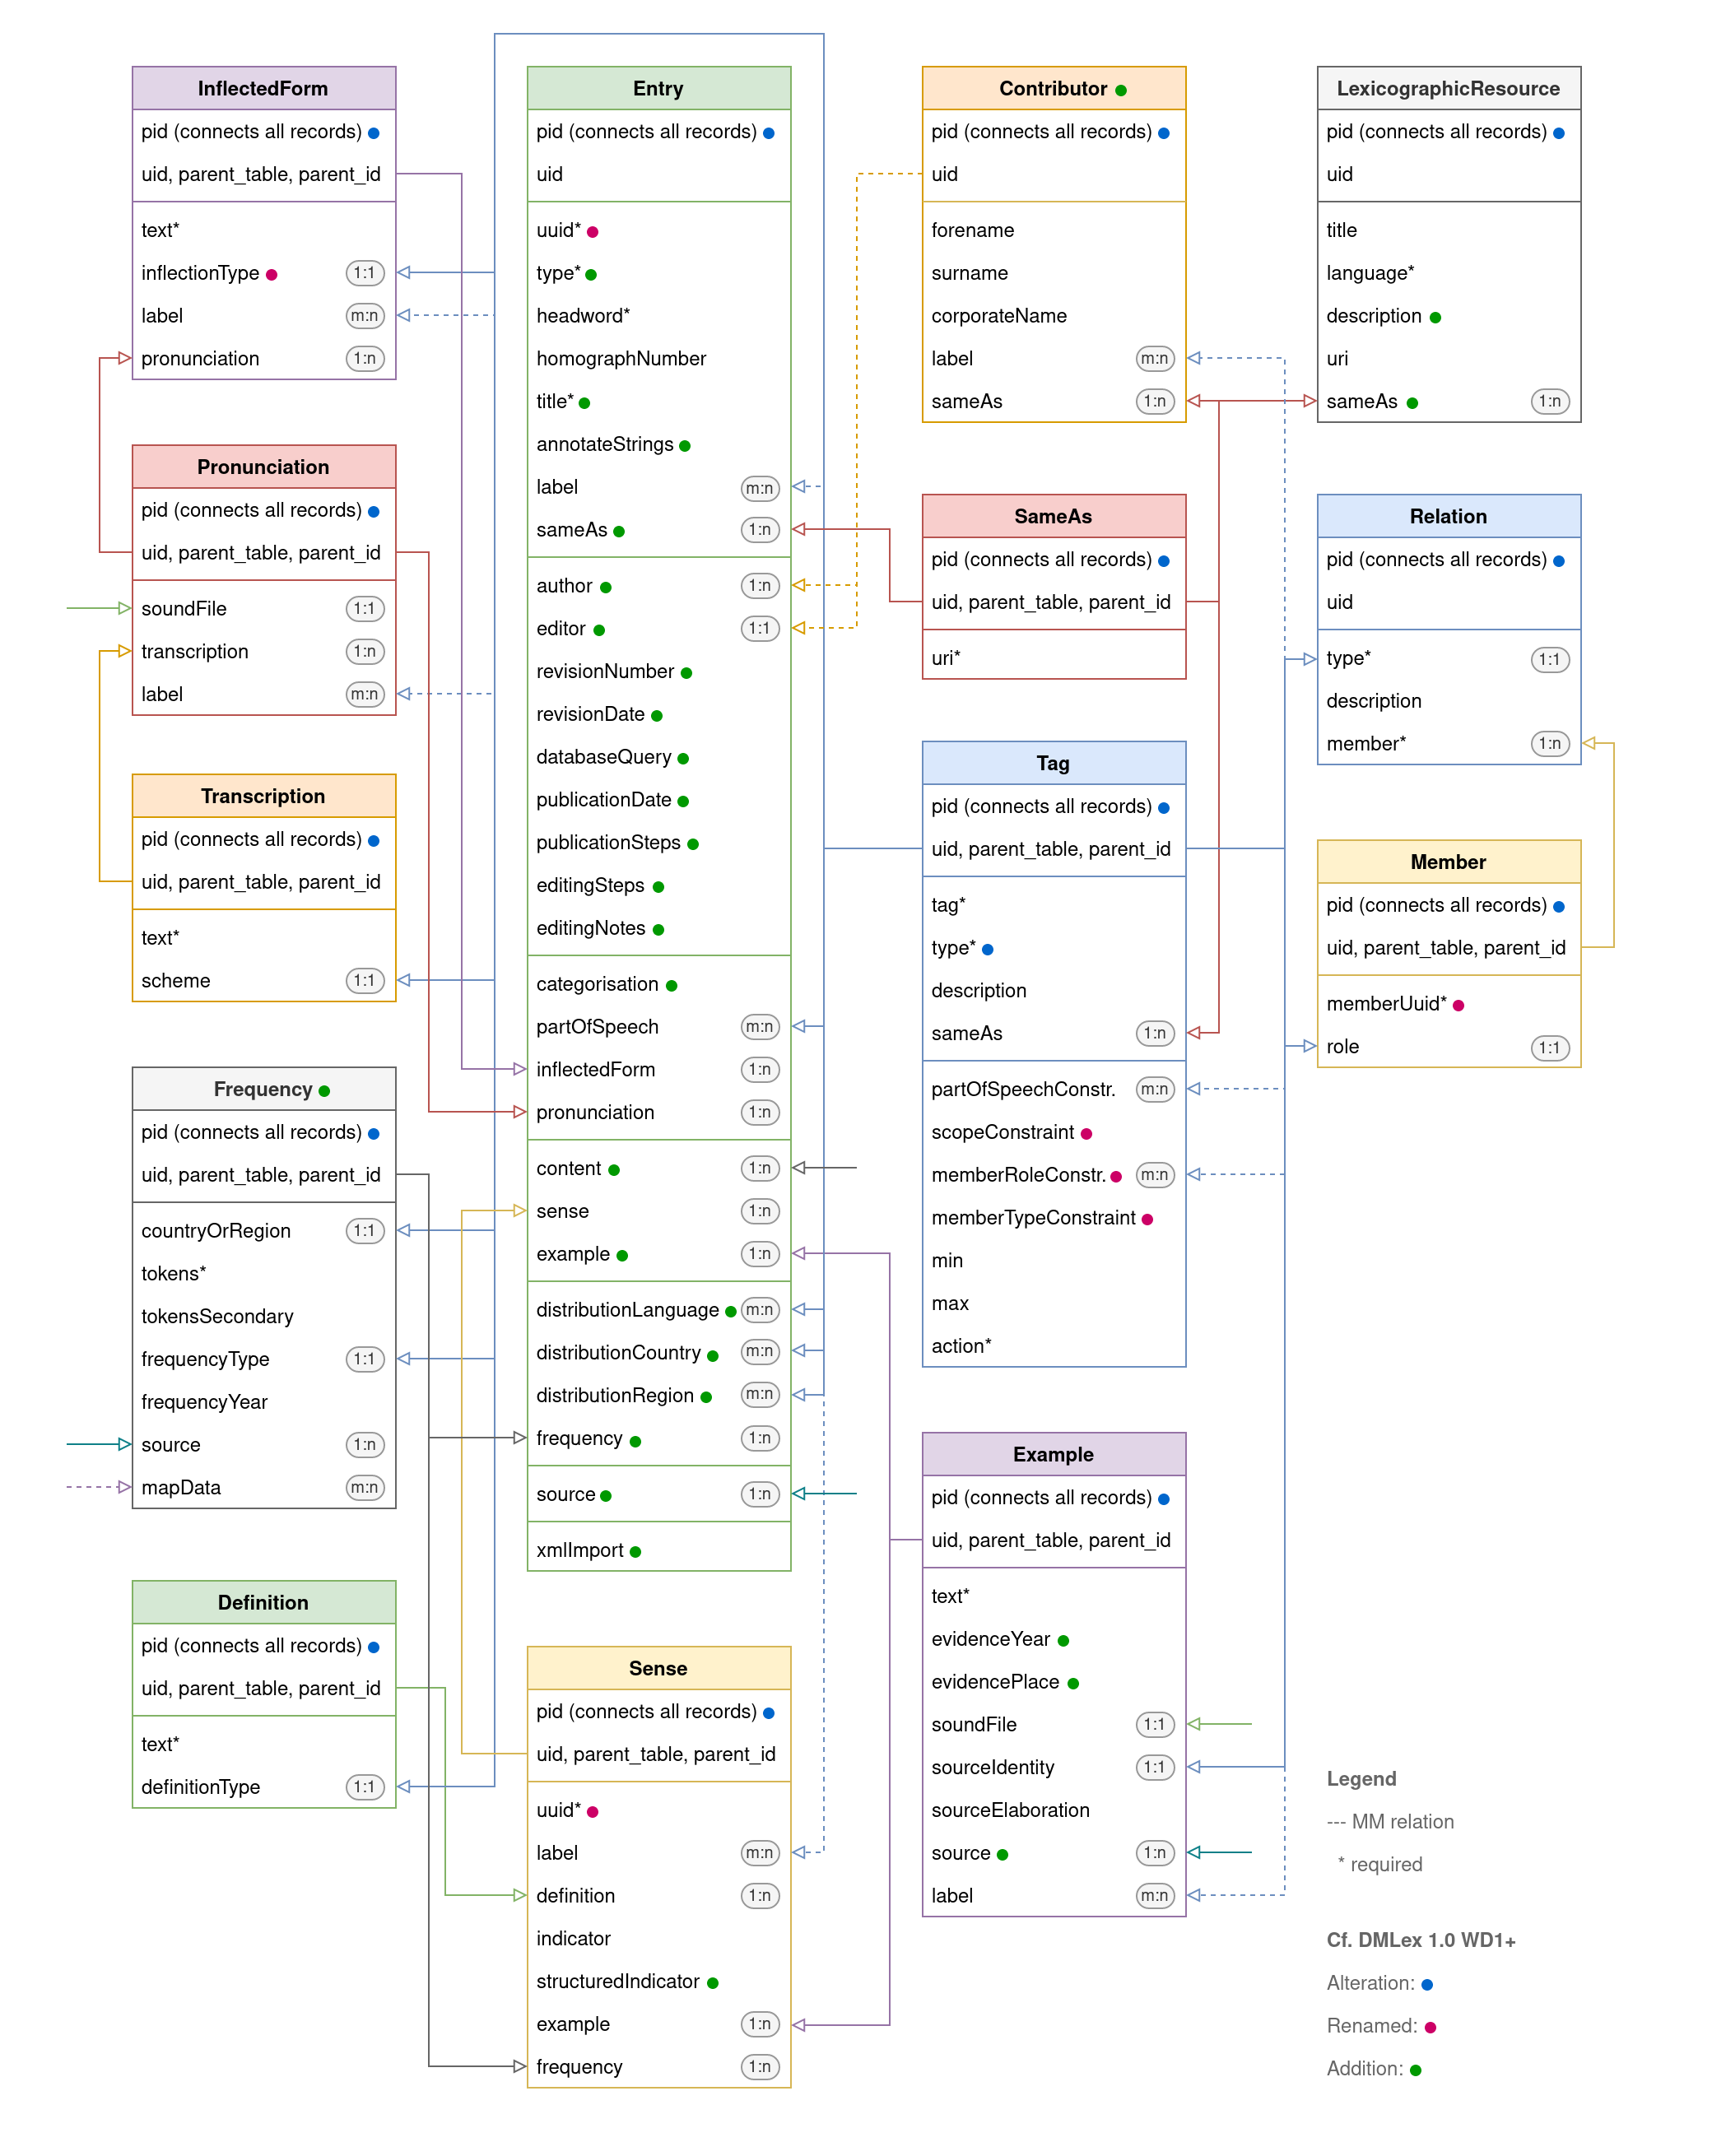 InflectedForm
pid (connects all records)
uid, parent_table, parent_id
text*
inflectionType 1:1
label m:n
pronunciation 1:n
Pronunciation
pid (connects all records)
uid, parent_table, parent_id
soundFile 1:1
transcription 1:n
label m:n
Transcription
pid (connects all records)
uid, parent_table, parent_id
text*
scheme 1:1
Frequency
pid (connects all records)
uid, parent_table, parent_id
countryOrRegion 1:1
tokens*
tokensSecondary
frequencyType 1:1
frequencyYear
source 1:n
mapData m:n
Definition
pid (connects all records)
uid, parent_table, parent_id
text*
definitionType 1:1
Entry
pid (connects all records)
uid
uuid*
type*
headword*
homographNumber
title*
annotateStrings
label m:n
sameAs 1:n
author 1:n
editor 1:1
revisionNumber
revisionDate
databaseQuery
publicationDate
publicationSteps
editingSteps
editingNotes
categorisation
partOfSpeech m:n
inflectedForm 1:n
pronunciation 1:n
content 1:n
sense 1:n
example 1:n
distributionLanguage m:n
distributionCountry m:n
distributionRegion m:n
frequency 1:n
source 1:n
xmlImport
Sense
pid (connects all records)
uid, parent_table, parent_id
uuid*
label m:n
definition 1:n
indicator
structuredIndicator
example 1:n
frequency 1:n
Contributor
pid (connects all records)
uid
forename
surname
corporateName
label m:n
sameAs 1:n
SameAs
pid (connects all records)
uid, parent_table, parent_id
uri*
Tag
pid (connects all records)
uid, parent_table, parent_id
tag*
type*
description
sameAs 1:n
partOfSpeechConstr. m:n
scopeConstraint
memberRoleConstr. m:n
memberTypeConstraint
min
max
action*
Example
pid (connects all records)
uid, parent_table, parent_id
text*
evidenceYear
evidencePlace
soundFile 1:1
sourceIdentity 1:1
sourceElaboration
source 1:n
label m:n
LexicographicResource
pid (connects all records)
uid
title
language*
description
uri
sameAs 1:n
Relation
pid (connects all records)
uid
type* 1:1
description
member* 1:n
Member
pid (connects all records)
uid, parent_table, parent_id
memberUuid*
role 1:1
Legend
--- MM relation
* required
Cf. DMLex 1.0 WD1+
Alteration:
Renamed:
Addition: